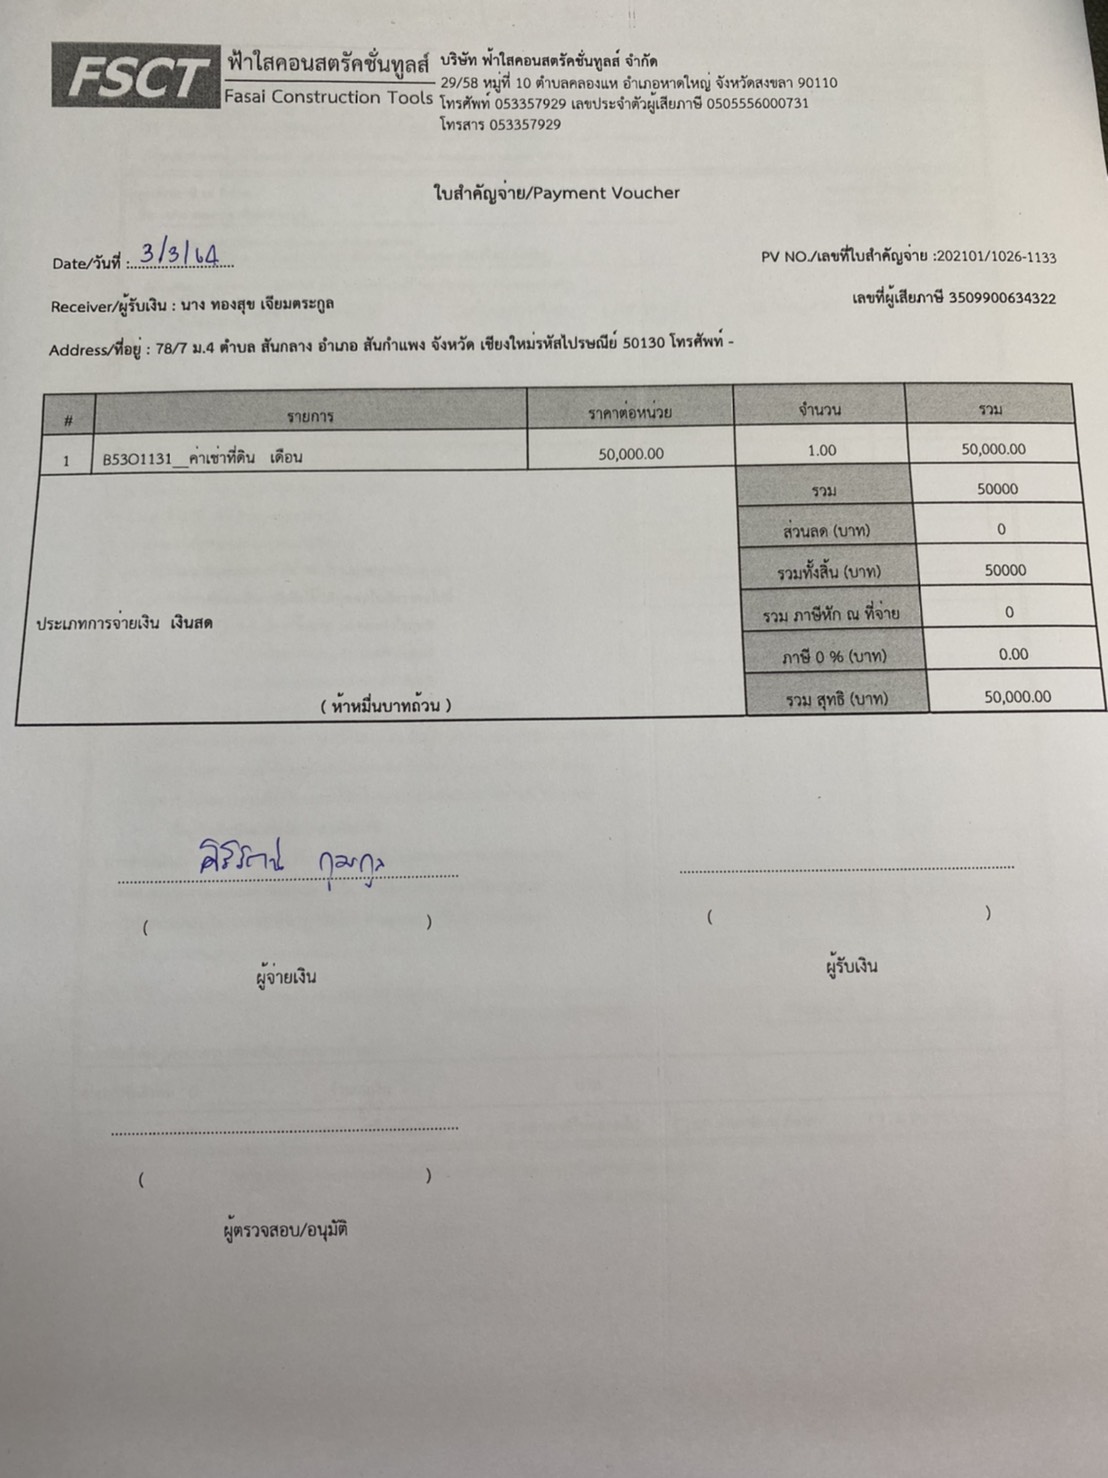 FSCT
ฟ้าใสคอนสตรัคชั่นทูลส์
Fasai Construction Tools
บริษัท ฟ้าใสคอนสตรัคชั่นทูลส์ จำกัด
29/58 หมู่ที่ 10 ตำบลคลองแห อำเภอหาดใหญ่ จังหวัดสงขลา 90110
โทรศัพท์ 053357929 เลขประจำตัวผู้เสียภาษี 0505556000731
โทรสาร 053357929
ใบสำคัญจ่าย/Payment Voucher
Date/วันที่ : 3/3/64
PV NO./เลขที่ใบสำคัญจ่าย :202101/1026-1133
Receiver/ผู้รับเงิน : นาง ทองสุข เจียมตระกูล
เลขที่ผู้เสียภาษี 3509900634322
Address/ที่อยู่ : 78/7 ม.4 ตำบล สันกลาง อำเภอ สันกำแพง จังหวัด เชียงใหม่รหัสไปรษณีย์ 50130 โทรศัพท์ -
# รายการ ราคาต่อหน่วย จำนวน รวม
1 B53O1131__ค่าเช่าที่ดิน เดือน 50,000.00 1.00 50,000.00
รวม 50000
ส่วนลด (บาท) 0
รวมทั้งสิ้น (บาท) 50000
ประเภทการจ่ายเงิน เงินสด
รวม ภาษีหัก ณ ที่จ่าย 0
ภาษี 0 % (บาท) 0.00
( ห้าหมื่นบาทถ้วน )
รวม สุทธิ (บาท) 50,000.00
( )
( )
ผู้จ่ายเงิน
ผู้รับเงิน
( )
ผู้ตรวจสอบ/อนุมัติ